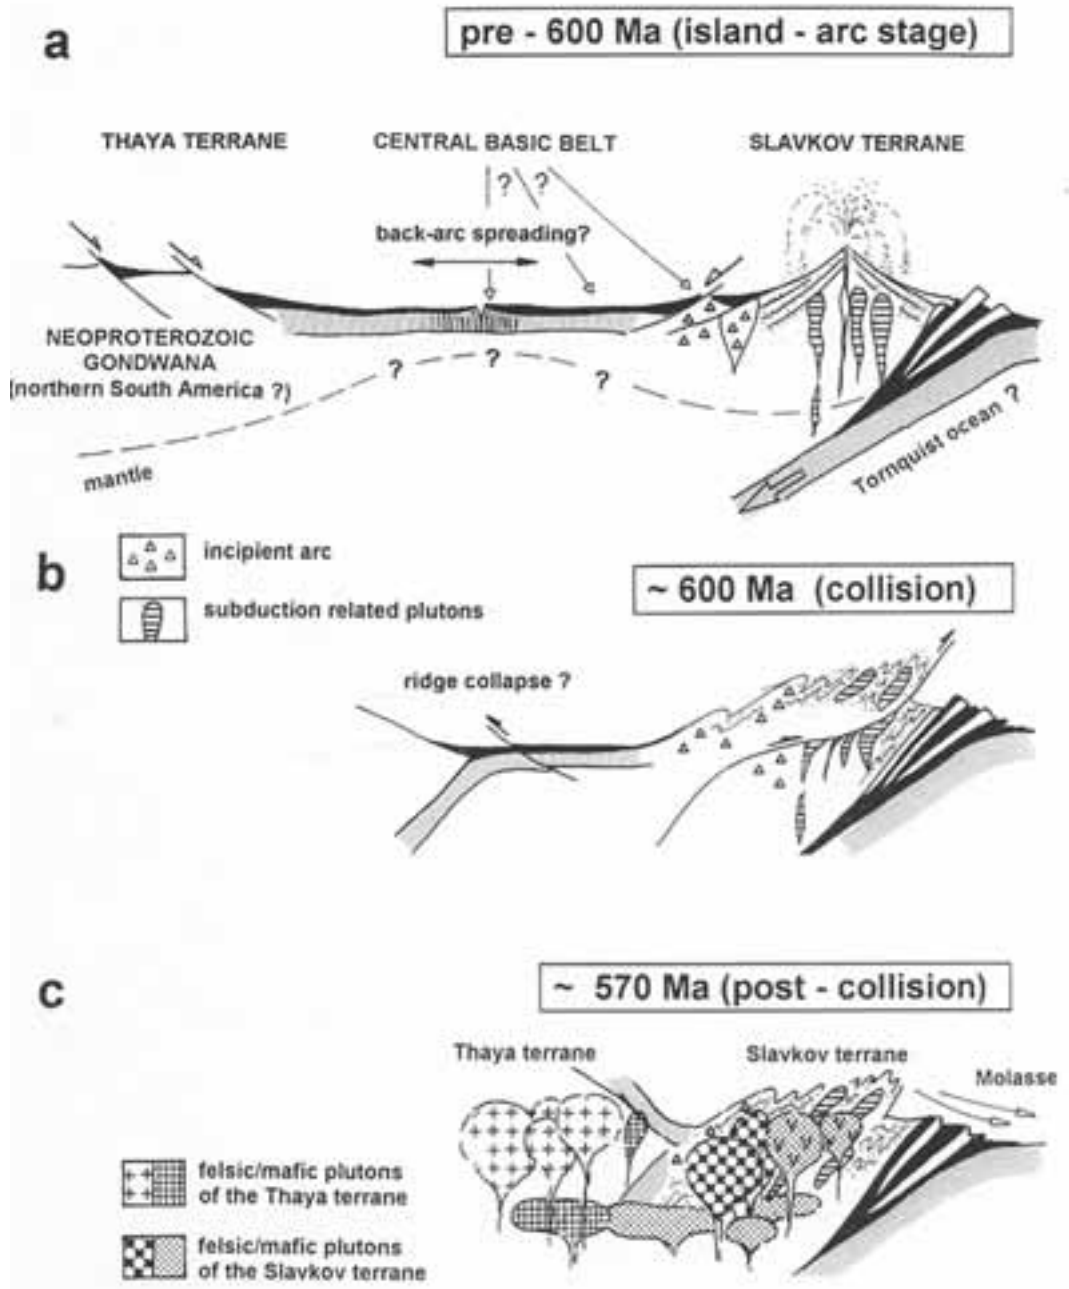 a
pre - 600 Ma (island - arc stage)
THAYA TERRANE
CENTRAL BASIC BELT
SLAVKOV TERRANE
? ?
back-arc spreading?
NEOPROTEROZOIC
GONDWANA
(northern South America ?)
? ? ?
mantle
Tornquist ocean ?
incipient arc
subduction related plutons
b
~ 600 Ma (collision)
ridge collapse ?
c
~ 570 Ma (post - collision)
Thaya terrane
Slavkov terrane
Molasse
felsic/mafic plutons
of the Thaya terrane
felsic/mafic plutons
of the Slavkov terrane